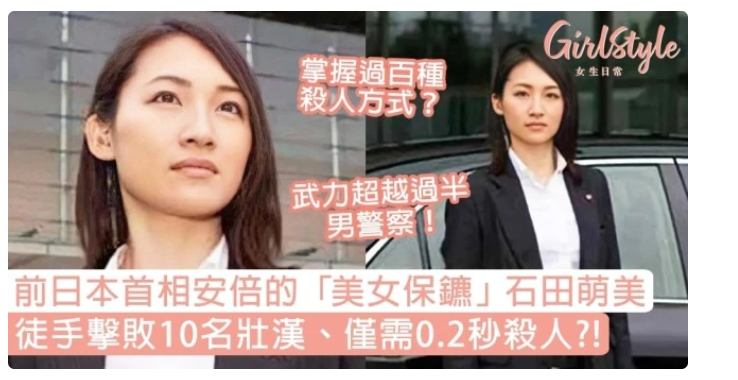 GirlStyle
女生日常
掌握過百種
殺人方式？
武力超越過半
男警察！
前日本首相安倍的「美女保鑣」石田萌美
徒手擊敗10名壯漢、僅需0.2秒殺人?!